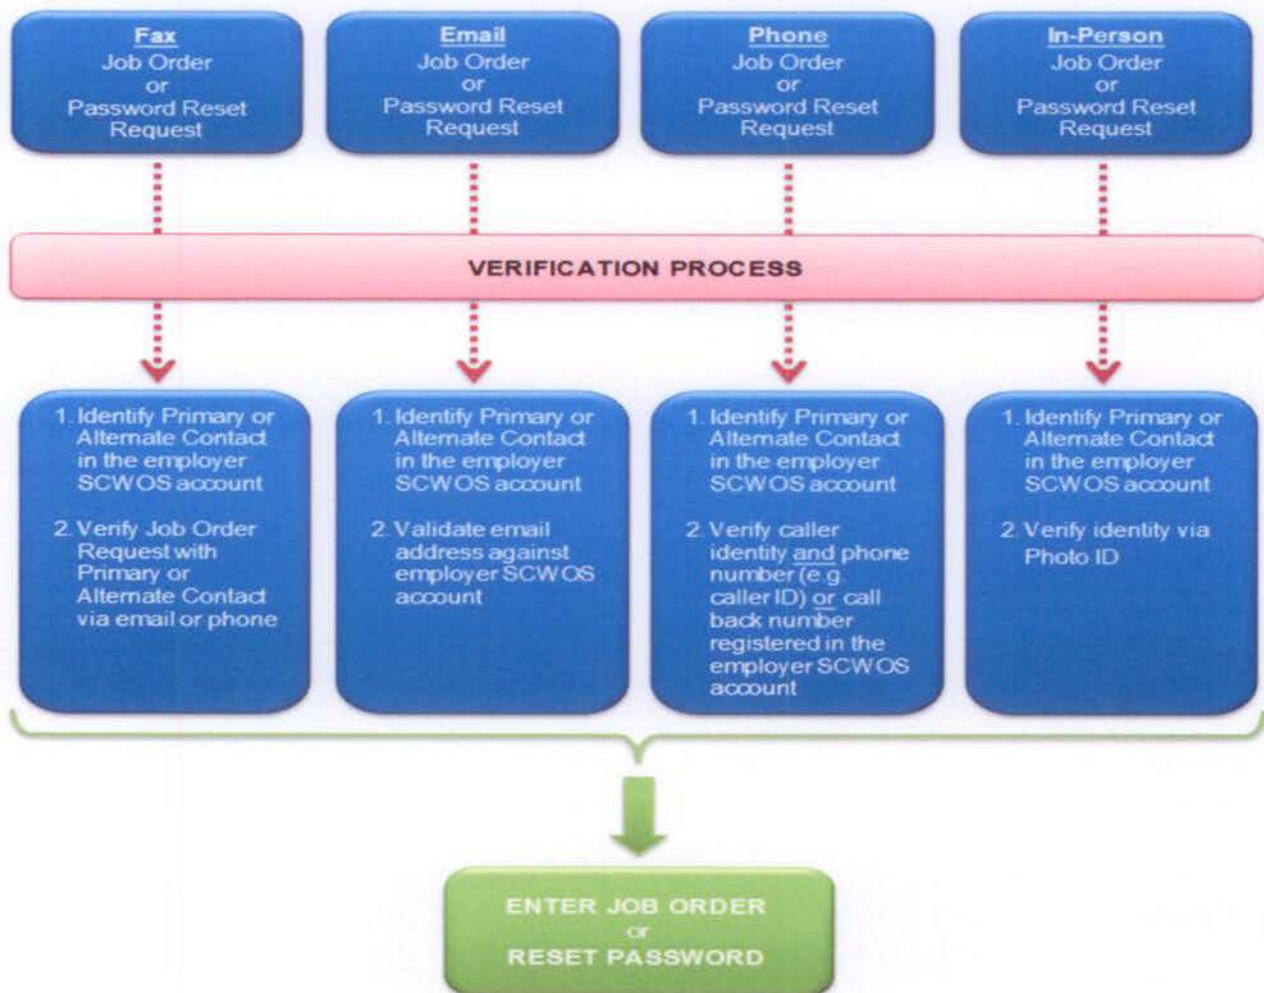 Fax
Job Order
or
Password Reset
Request
Email
Job Order
or
Password Reset
Request
Phone
Job Order
or
Password Reset
Request
In-Person
Job Order
or
Password Reset
Request
VERIFICATION PROCESS
1. Identify Primary or
Alternate Contact
in the employer
SCWOS account
2. Verify Job Order
Request with
Primary or
Alternate Contact
via email or phone
1. Identify Primary or
Alternate Contact
in the employer
SCWOS account
2. Validate email
address against
employer SCWOS
account
1. Identify Primary or
Alternate Contact
in the employer
SCWOS account
2. Verify caller
identity and phone
number (e.g.
caller ID) or call
back number
registered in the
employer SCWOS
account
1. Identify Primary or
Alternate Contact
in the employer
SCWOS account
2. Verify identity via
Photo ID
ENTER JOB ORDER
or
RESET PASSWORD